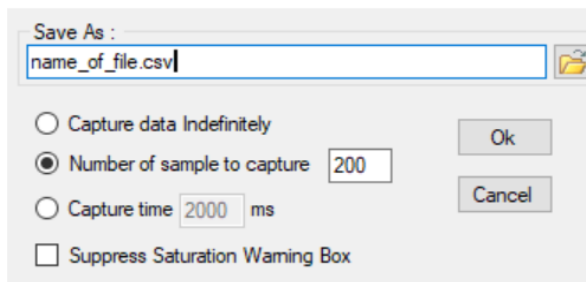 Save As :
name_of_file.csv
Capture data Indefinitely
Ok
Number of sample to capture 200
Cancel
Capture time 2000 ms
Suppress Saturation Warning Box